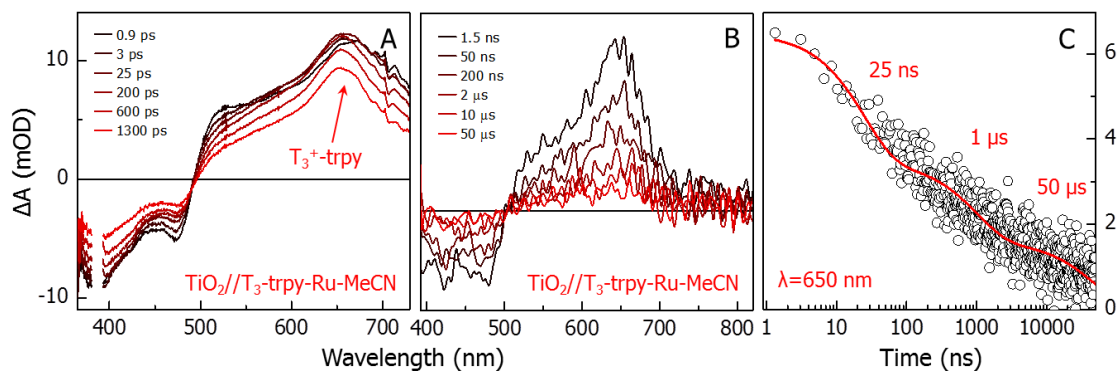 A
0.9 ps
3 ps
25 ps
200 ps
600 ps
1300 ps
T₃⁺-trpy
TiO₂//T₃-trpy-Ru-MeCN
10
0
-10
ΔA (mOD)
400
500
600
700
B
1.5 ns
50 ns
200 ns
2 μs
10 μs
50 μs
TiO₂//T₃-trpy-Ru-MeCN
400
500
600
700
800
Wavelength (nm)
C
25 ns
1 μs
50 μs
λ=650 nm
6
4
2
0
1
10
100
1000
10000
Time (ns)